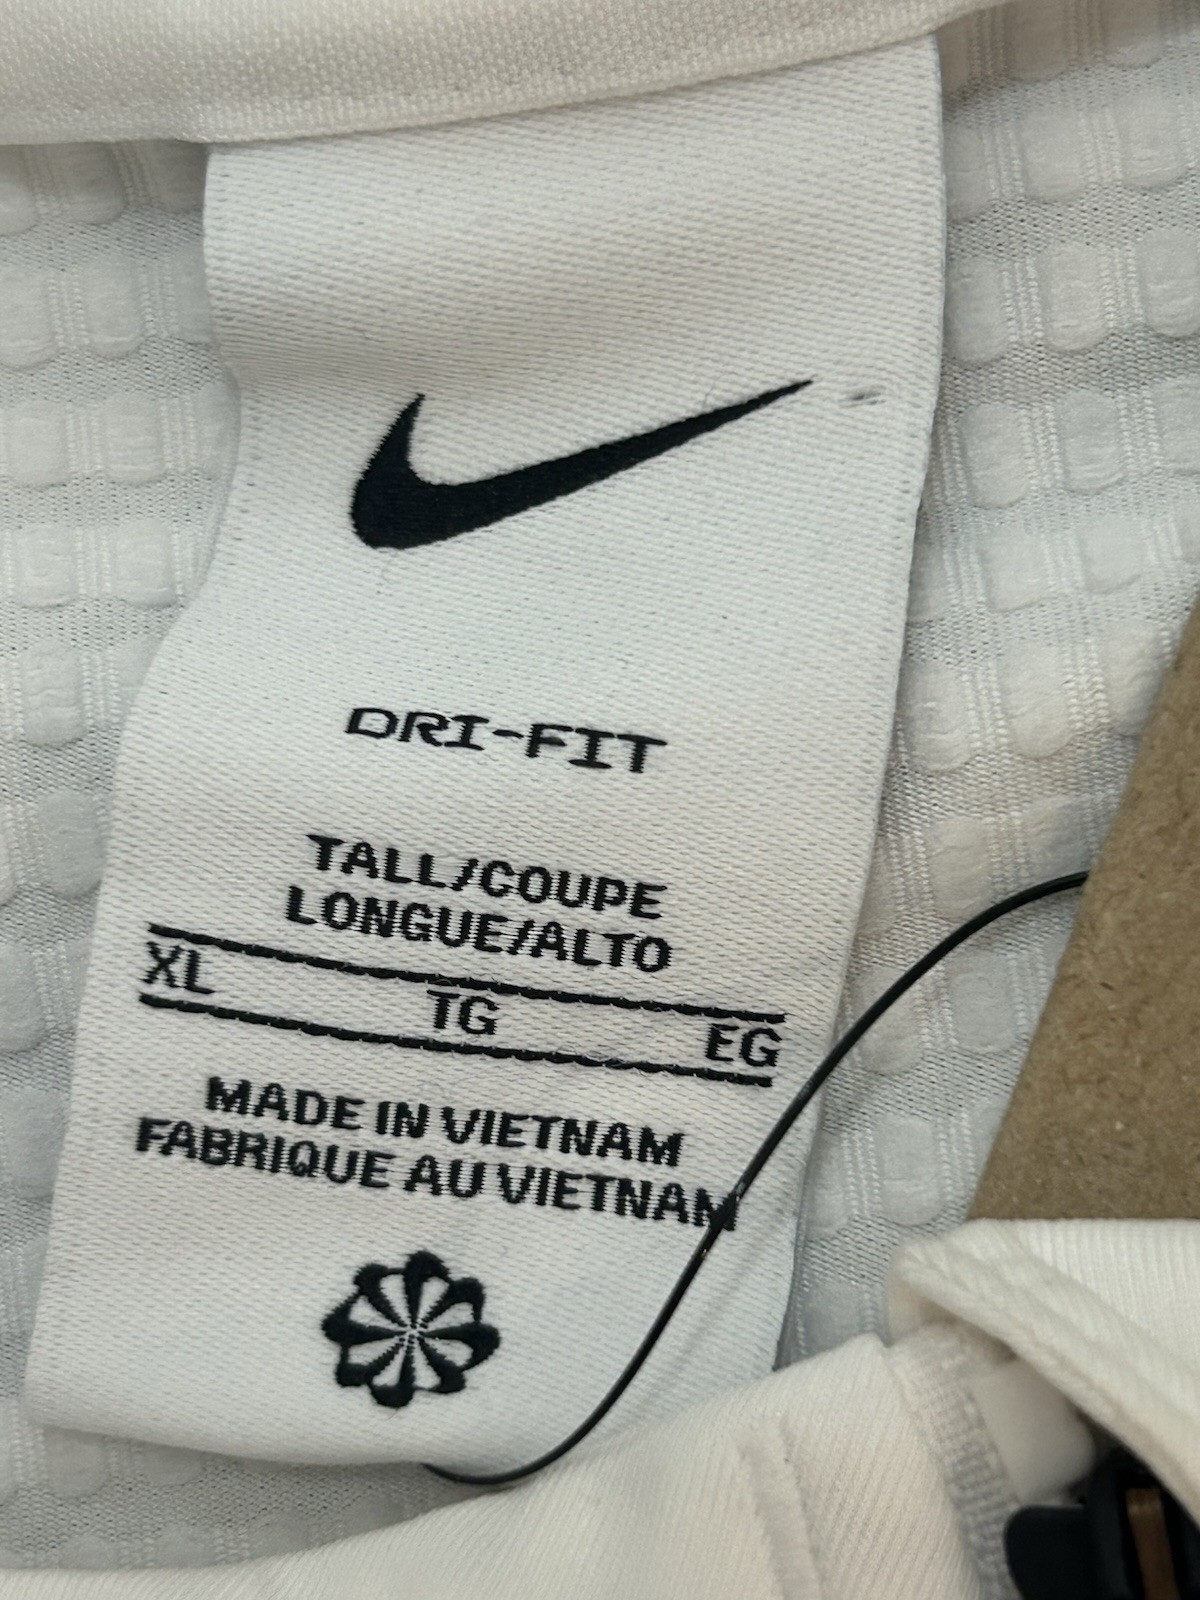 DRI-FIT
TALL/COUPE
LONGUE/ALTO
XL TG EG
MADE IN VIETNAM
FABRIQUE AU VIETNAM